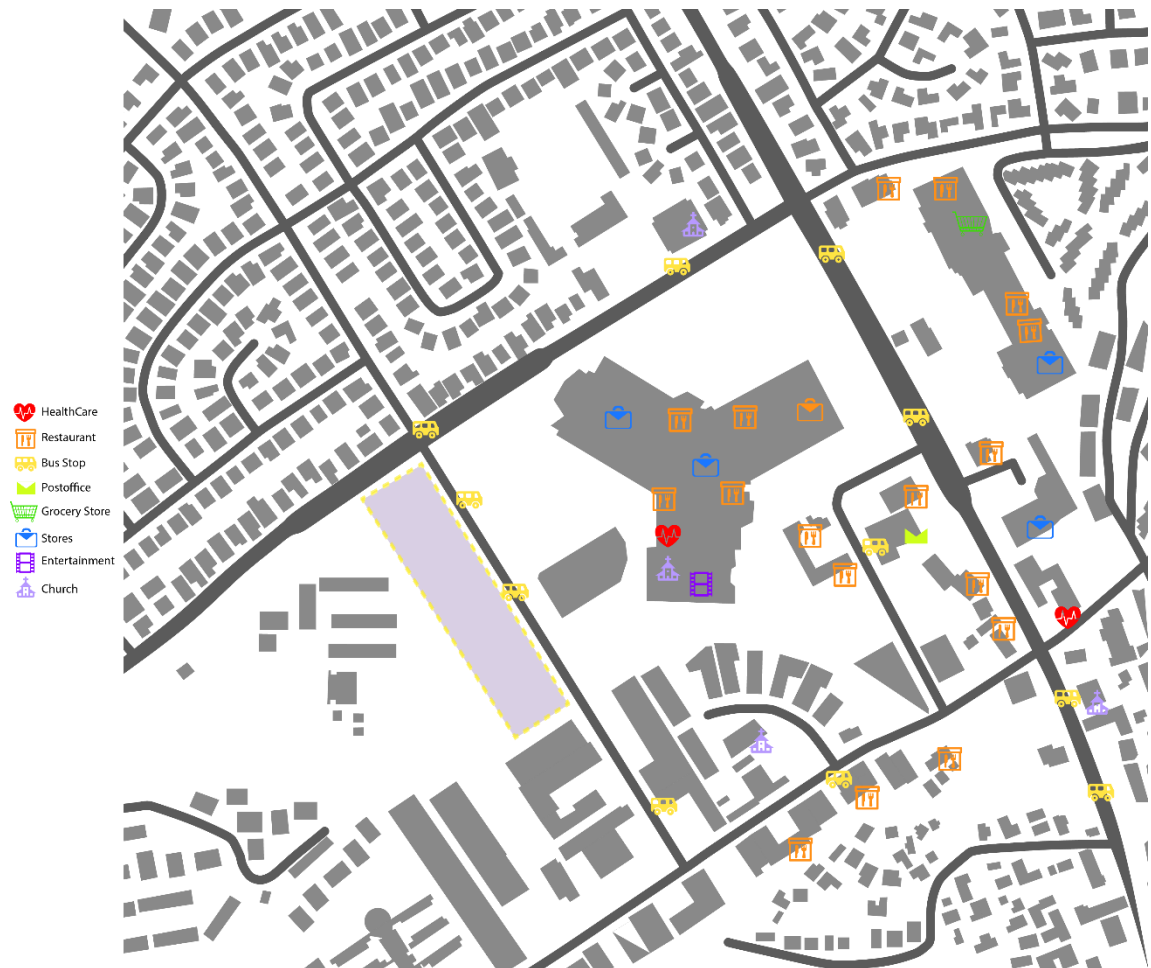 HealthCare
Restaurant
Bus Stop
Postoffice
Grocery Store
Stores
Entertainment
Church